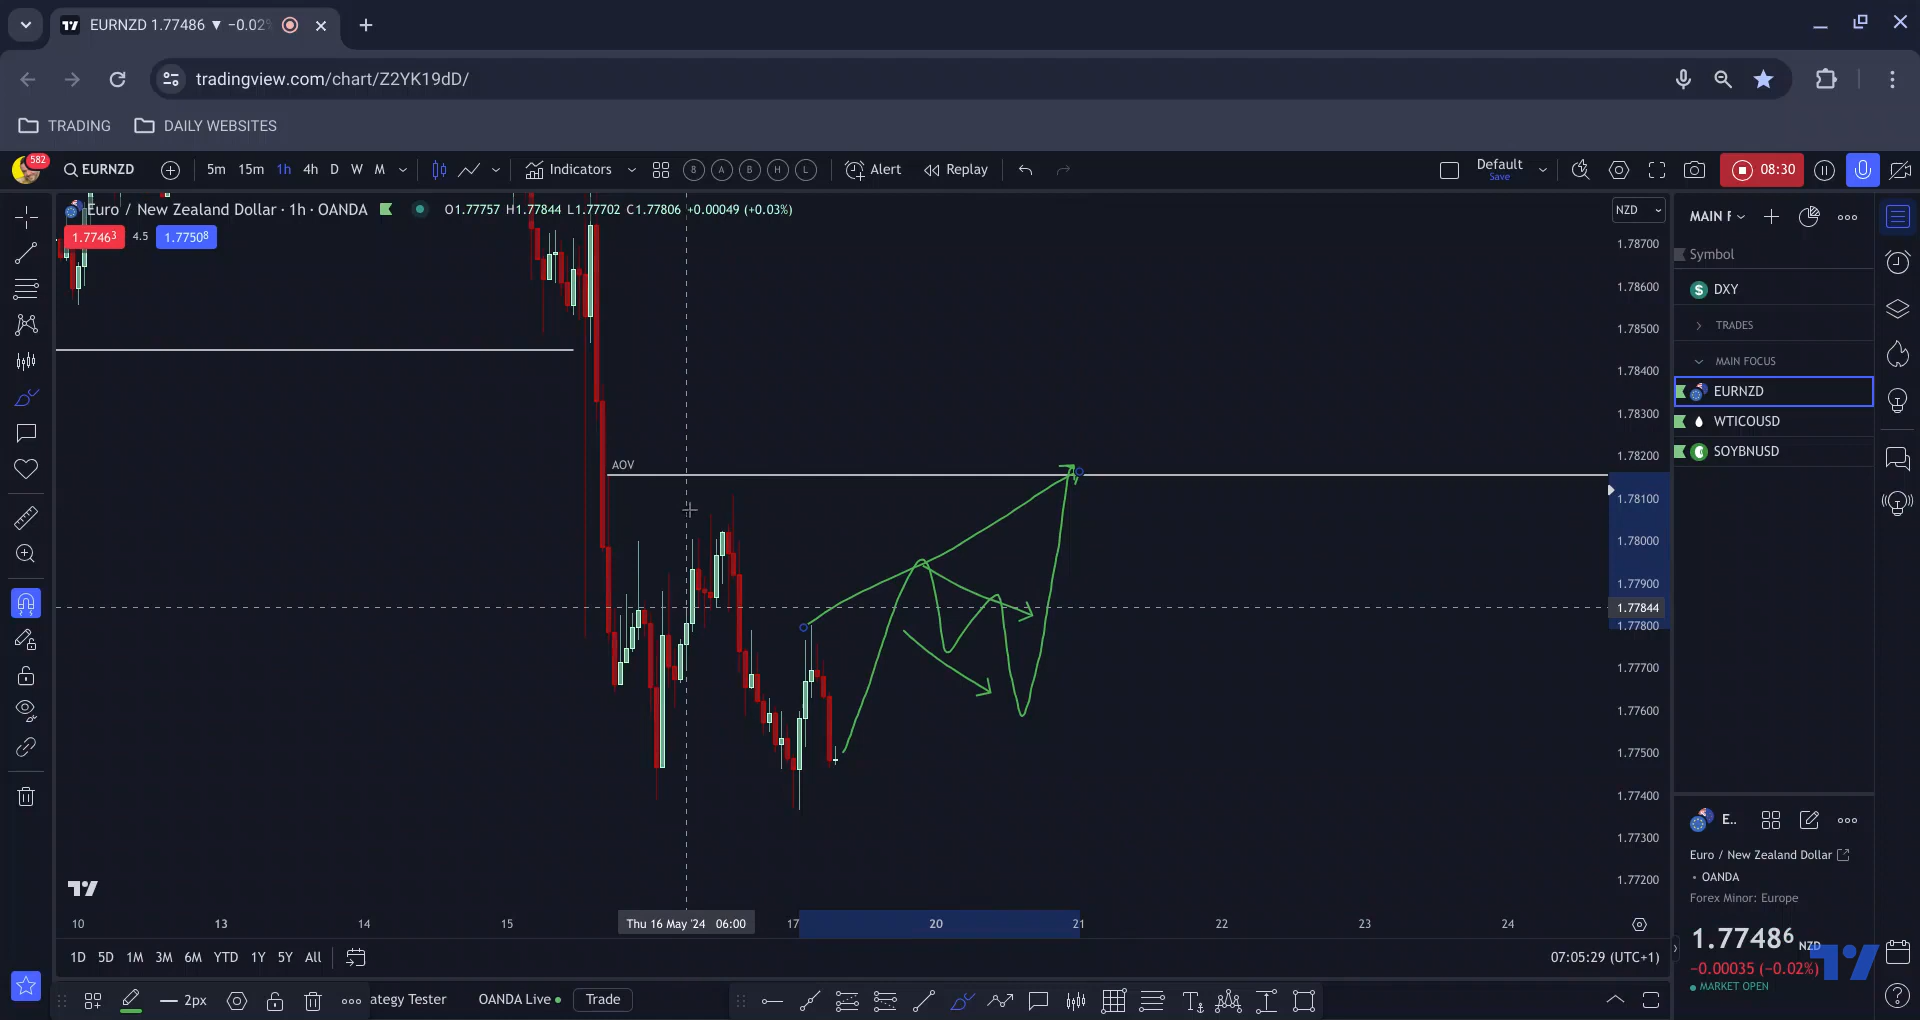 EURNZD 1.77486 ▼ −0.02%
tradingview.com/chart/Z2YK19dD/
TRADING DAILY WEBSITES
582 EURNZD 5m 15m 1h 4h D W M Indicators 8 A B H L Alert Replay Default Save 08:30
Euro / New Zealand Dollar · 1h · OANDA O1.77757 H1.77844 L1.77702 C1.77806 +0.00049 (+0.03%) NZD
1.77463 4.5 1.77508
AOV
1.78700
1.78600
1.78500
1.78400
1.78300
1.78200
1.78100
1.78000
1.77900
1.77844
1.77800
1.77700
1.77600
1.77500
1.77400
1.77300
1.77200
10 13 14 15 Thu 16 May '24 06:00 17 20 21 22 23 24
1D 5D 1M 3M 6M YTD 1Y 5Y All 07:05:29 (UTC+1)
2px ategy Tester OANDA Live Trade
MAIN F
Symbol
DXY
TRADES
MAIN FOCUS
EURNZD
WTICOUSD
SOYBNUSD
E..
Euro / New Zealand Dollar
• OANDA
Forex Minor: Europe
1.77486 NZD
−0.00035 (−0.02%)
MARKET OPEN